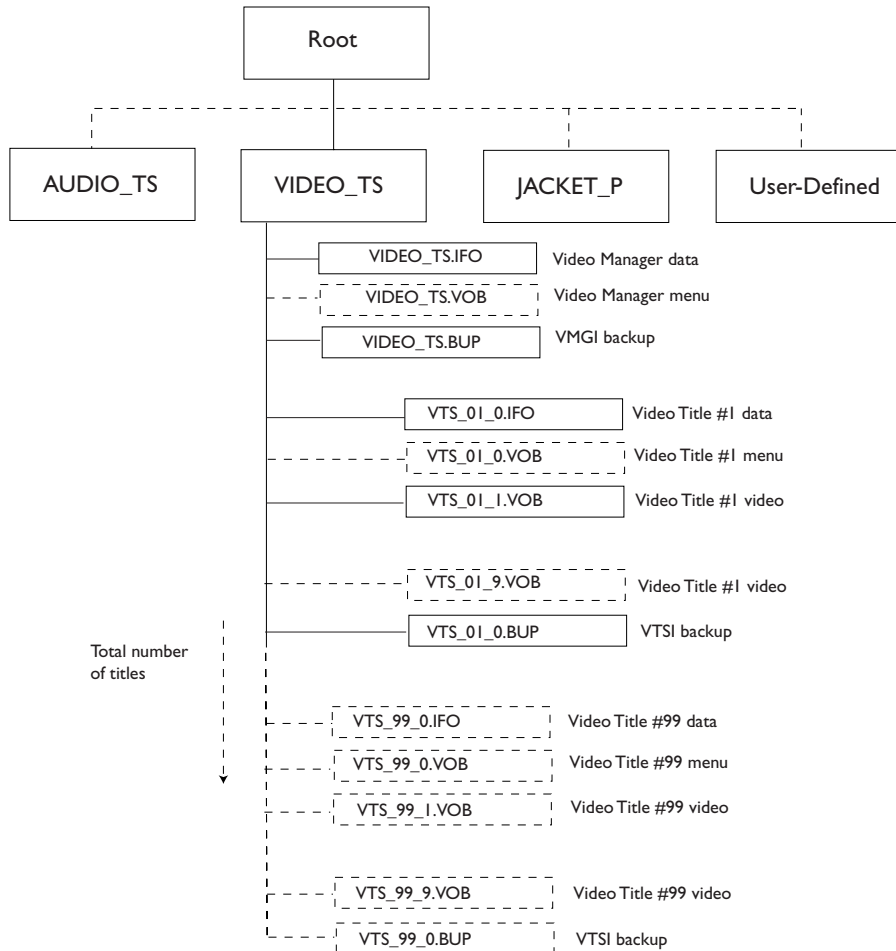 Root
AUDIO_TS
VIDEO_TS
JACKET_P
User-Defined
VIDEO_TS.IFO Video Manager data
VIDEO_TS.VOB Video Manager menu
VIDEO_TS.BUP VMGI backup
VTS_01_0.IFO Video Title #1 data
VTS_01_0.VOB Video Title #1 menu
VTS_01_1.VOB Video Title #1 video
VTS_01_9.VOB Video Title #1 video
VTS_01_0.BUP VTSI backup
Total number
of titles
VTS_99_0.IFO Video Title #99 data
VTS_99_0.VOB Video Title #99 menu
VTS_99_1.VOB Video Title #99 video
VTS_99_9.VOB Video Title #99 video
VTS_99_0.BUP VTSI backup